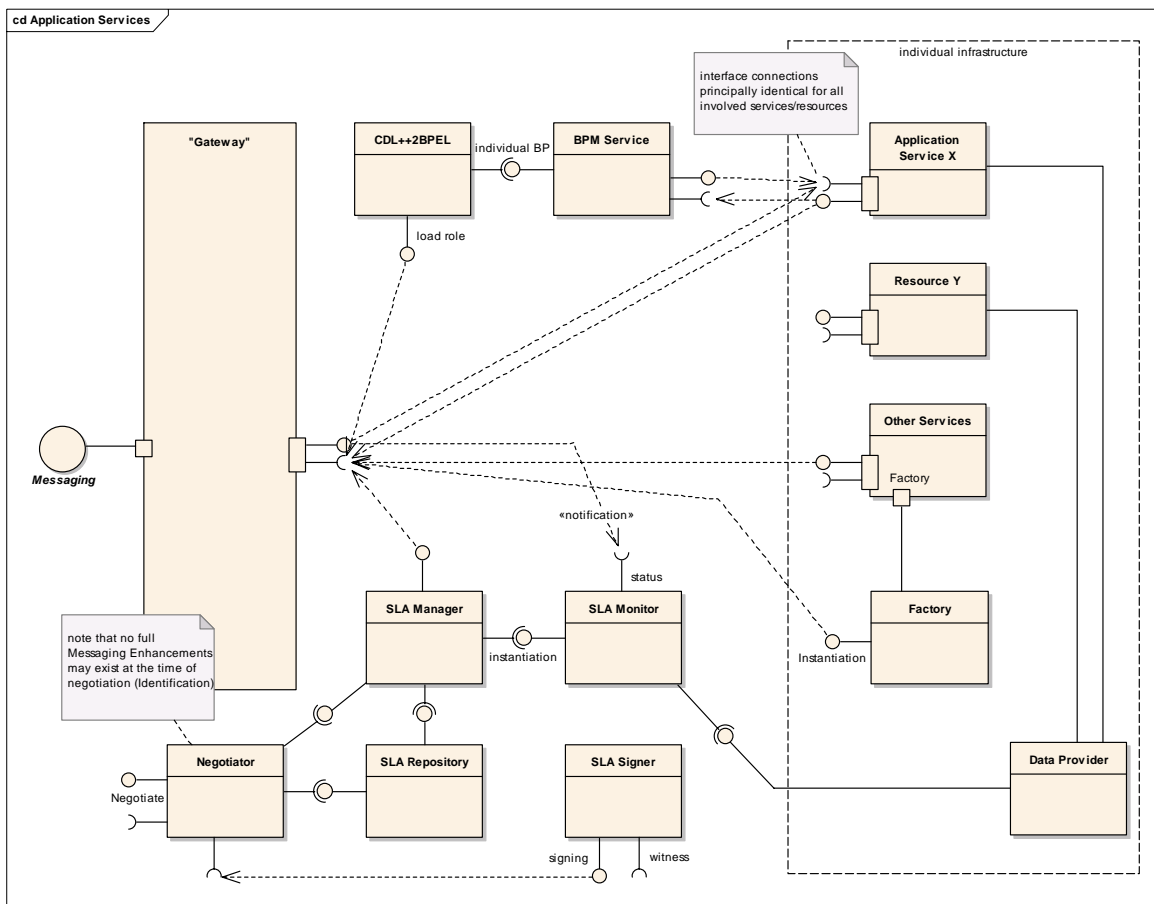 cd Application Services
individual infrastructure
interface connections
principally identical for all
involved services/resources
"Gateway"
CDL++2BPEL
individual BP
BPM Service
Application
Service X
load role
Resource Y
Other Services
Factory
Messaging
«notification»
status
SLA Manager
SLA Monitor
Factory
instantiation
Instantiation
note that no full
Messaging Enhancements
may exist at the time of
negotiation (Identification)
Negotiator
SLA Repository
SLA Signer
Data Provider
Negotiate
signing
witness